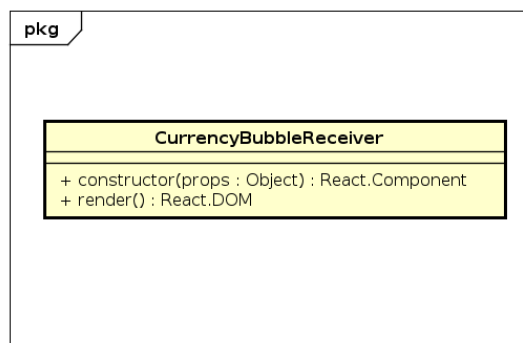 pkg
CurrencyBubbleReceiver
+ constructor(props : Object) : React.Component
+ render() : React.DOM